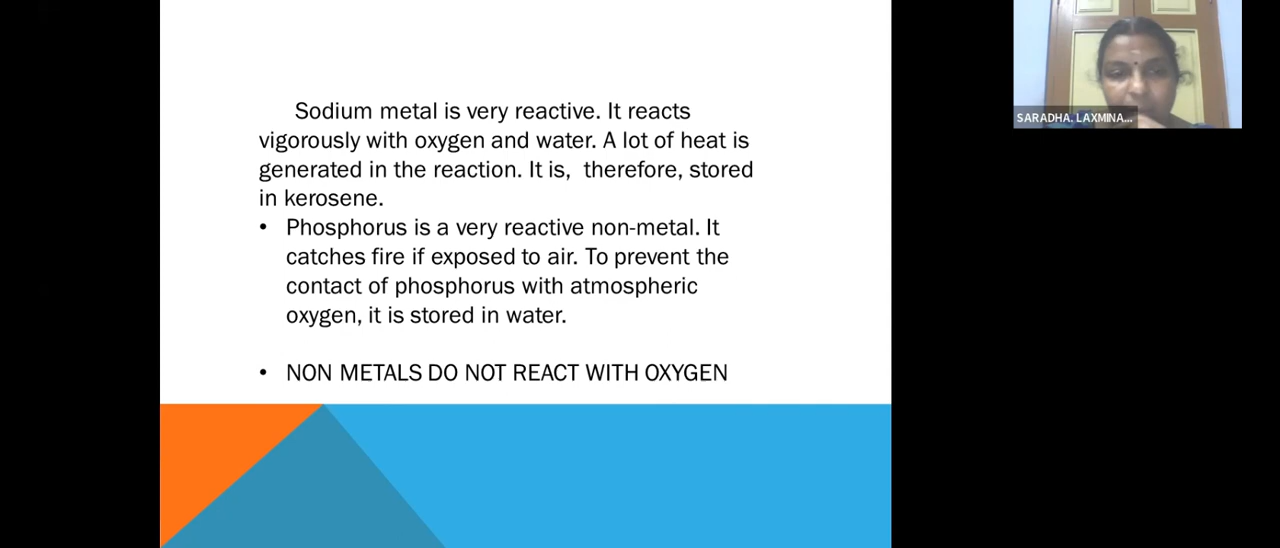 Sodium metal is very reactive. It reacts
vigorously with oxygen and water. A lot of heat is
generated in the reaction. It is,  therefore, stored
in kerosene.
• Phosphorus is a very reactive non-metal. It
catches fire if exposed to air. To prevent the
contact of phosphorus with atmospheric
oxygen, it is stored in water.
• NON METALS DO NOT REACT WITH OXYGEN
SARADHA. LAXMINA...